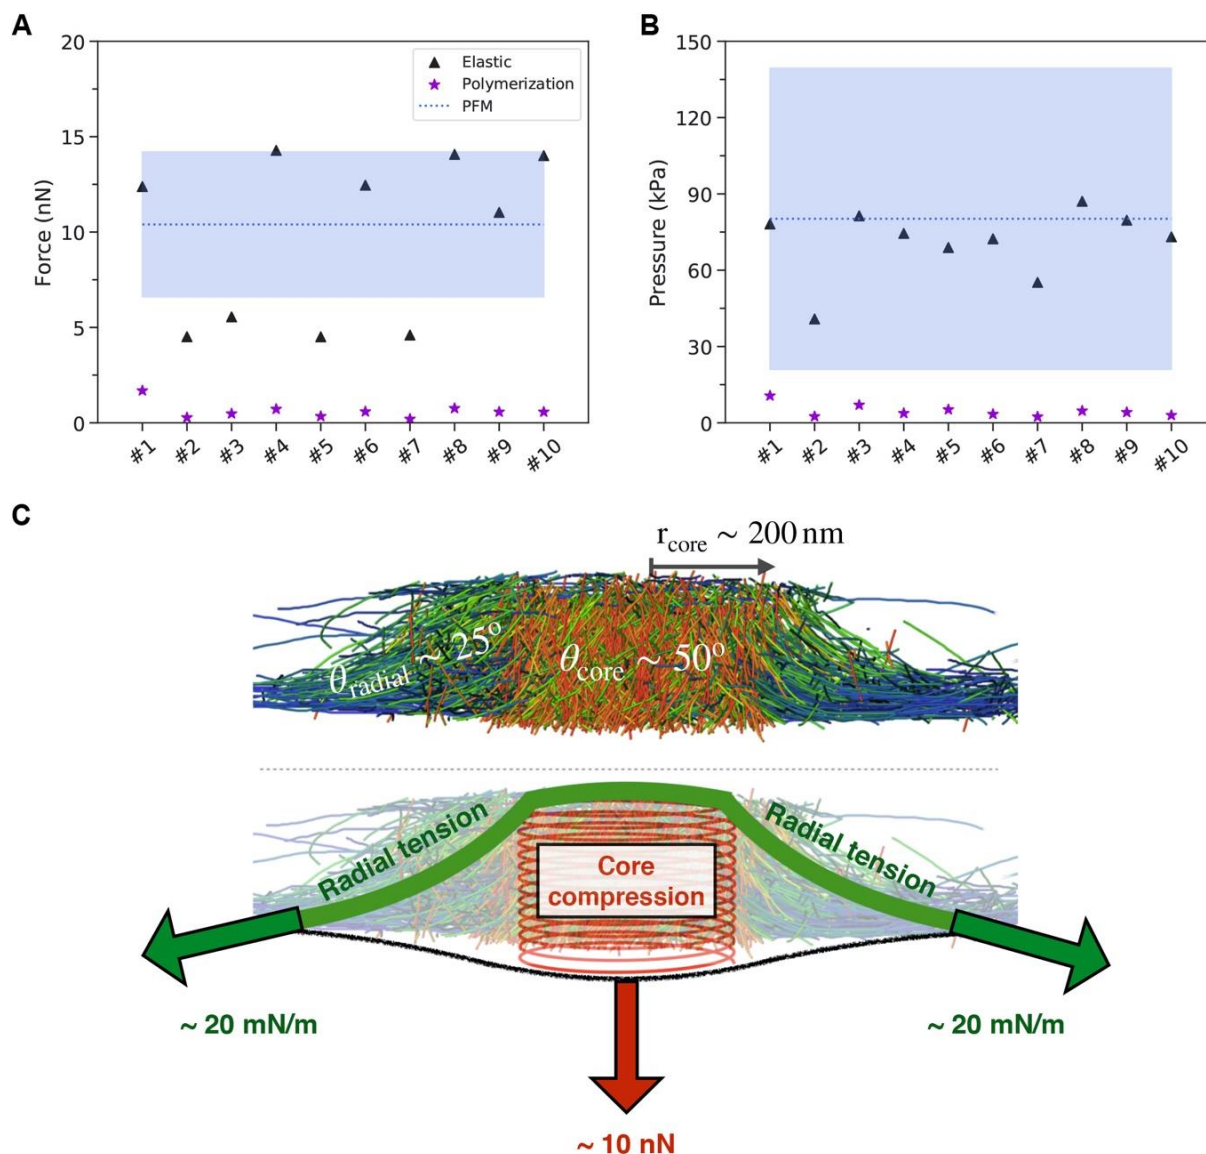 A
20
15
10
5
0
Force (nN)
Elastic
Polymerization
PFM
#1 #2 #3 #4 #5 #6 #7 #8 #9 #10
B
150
120
90
60
30
0
Pressure (kPa)
#1 #2 #3 #4 #5 #6 #7 #8 #9 #10
C
r_core ~ 200 nm
θ_radial ~ 25°
θ_core ~ 50°
Radial tension
Radial tension
Core
compression
~ 20 mN/m
~ 20 mN/m
~ 10 nN